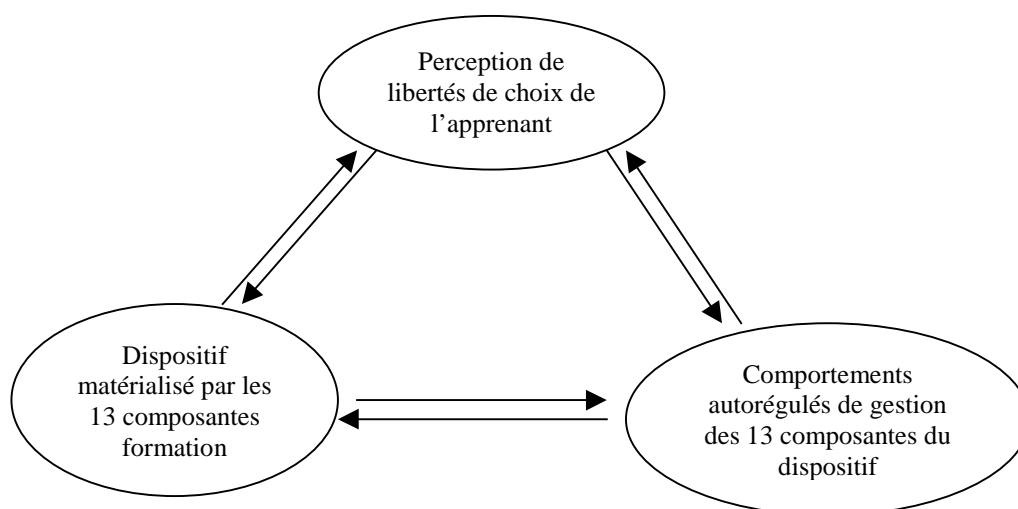 Perception de
libertés de choix de
l’apprenant
Dispositif
matérialisé par les
13 composantes
formation
Comportements
autorégulés de gestion
des 13 composantes du
dispositif